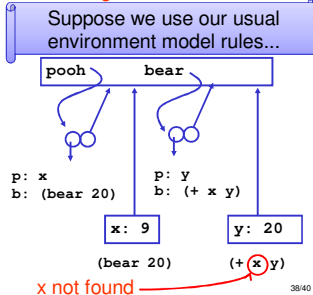 Suppose we use our usual
environment model rules...
pooh bear
p: x p: y
b: (bear 20) b: (+ x y)
x: 9 y: 20
(bear 20) (+ x y)
x not found
38/40